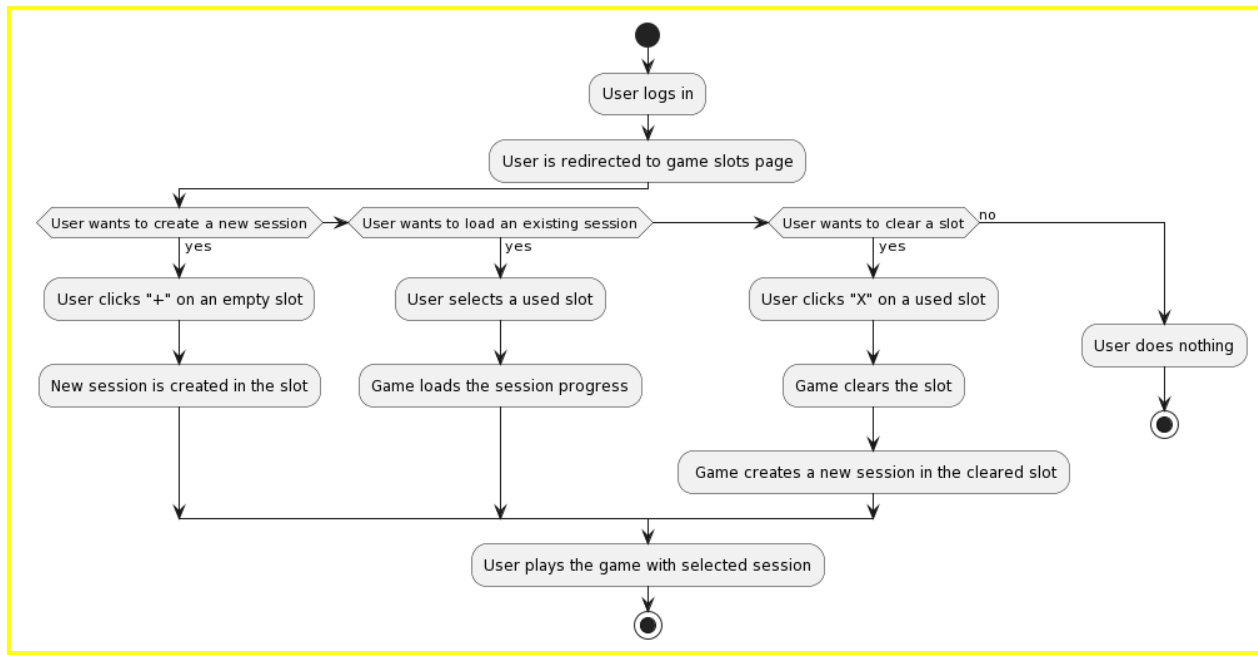 User logs in
User is redirected to game slots page
User wants to create a new session
User wants to load an existing session
User wants to clear a slot
no
yes
yes
yes
User clicks "+" on an empty slot
User selects a used slot
User clicks "X" on a used slot
User does nothing
New session is created in the slot
Game loads the session progress
Game clears the slot
Game creates a new session in the cleared slot
User plays the game with selected session